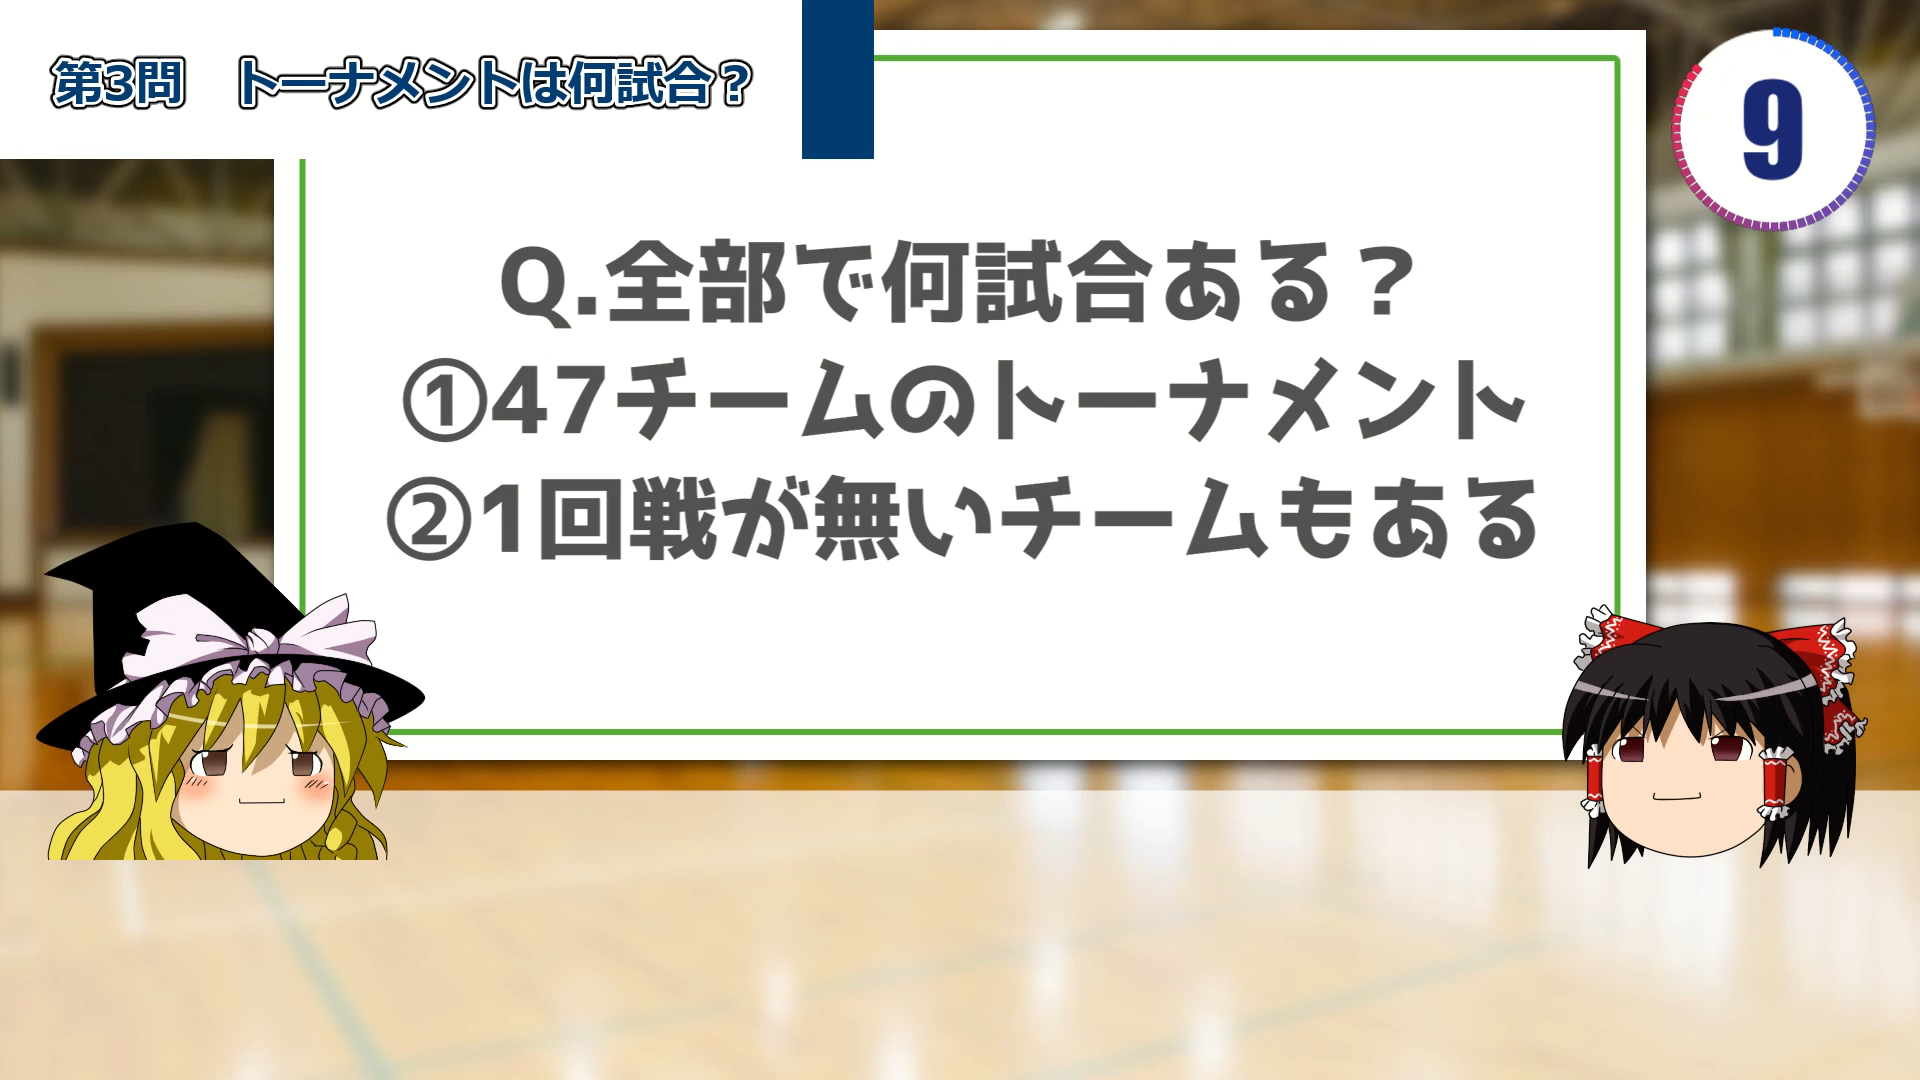 第3問　トーナメントは何試合？
9
Q.全部で何試合ある？
①47チームのトーナメント
②1回戦が無いチームもある